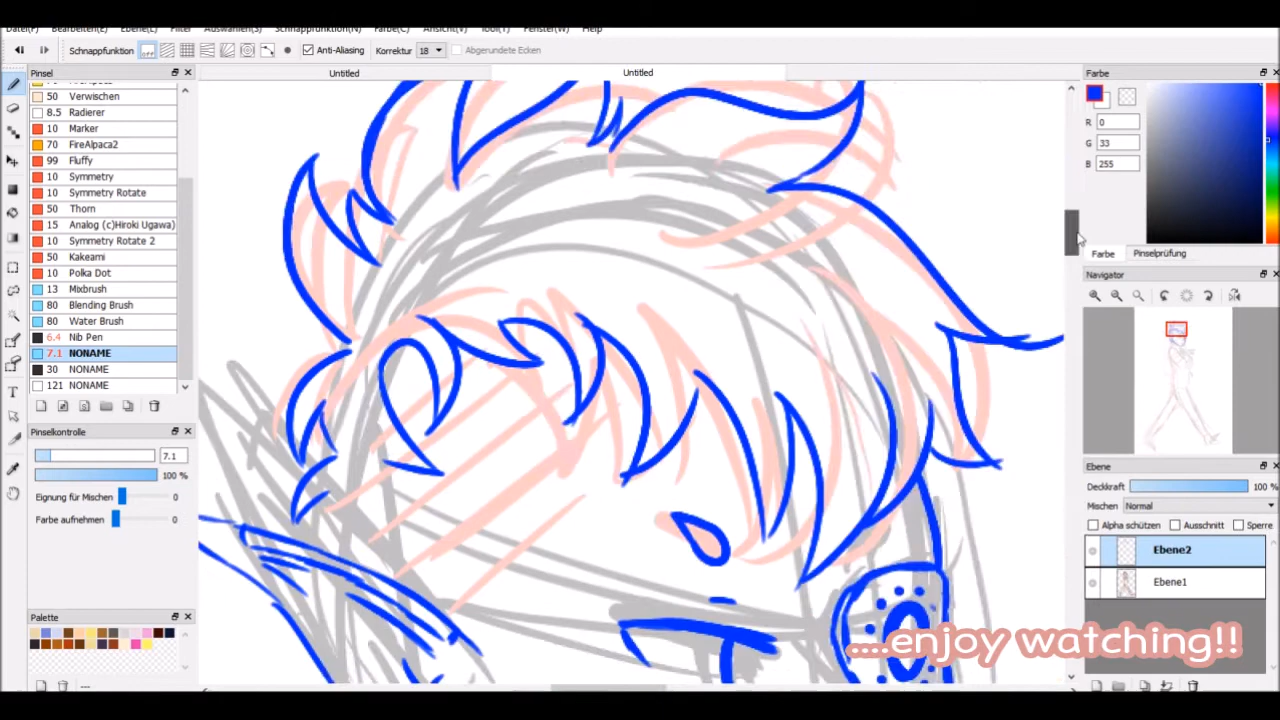 Datei(F) Bearbeiten(E) Ebene(L) Filter Auswählen(S) Schnappfunktion(N) Farbe(C) Ansicht(V) Tool(T) Fenster(W) Help
Schnappfunktion off Anti-Aliasing Korrektur 18 Abgerundete Ecken
Pinsel
Untitled Untitled
50 Verwischen
8.5 Radierer
10 Marker
70 FireAlpaca2
99 Fluffy
10 Symmetry
50 Symmetry Rotate
50 Thorn
15 Analog (c)Hiroki Ugawa)
10 Symmetry Rotate 2
50 Kakeami
10 Polka Dot
13 Mixbrush
80 Blending Brush
80 Water Brush
6.4 Nib Pen
7.1 NONAME
30 NONAME
121 NONAME
Pinselkontrolle
7.1
100 %
Eignung für Mischen 0
Farbe aufnehmen 0
Palette
---
Farbe
R 0
G 33
B 255
Farbe Pinselprüfung
Navigator
Ebene
Deckkraft 100 %
Mischen Normal
Alpha schützen Ausschnitt Sperre
Ebene2
Ebene1
....enjoy watching!!